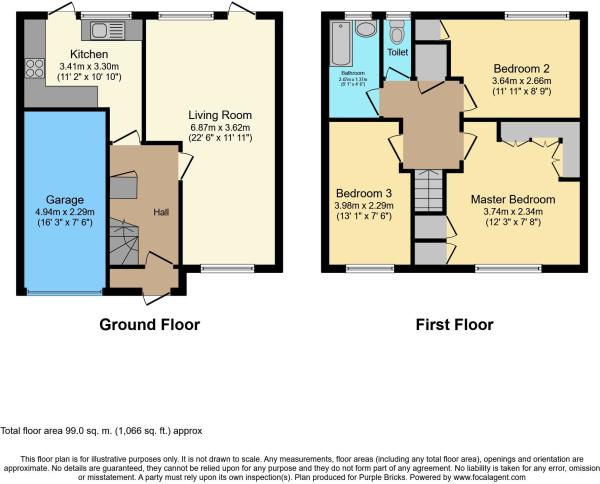 Kitchen
3.41m x 3.30m
(11' 2" x 10' 10")
Living Room
6.87m x 3.62m
(22' 6" x 11' 11")
Garage
4.94m x 2.29m
(16' 3" x 7' 6")
Hall
Ground Floor
Bathroom
2.67m x 1.37m
(8' 1" x 4' 6")
Toilet
Bedroom 2
3.64m x 2.66m
(11' 11" x 8' 9")
Bedroom 3
3.98m x 2.29m
(13' 1" x 7' 6")
Master Bedroom
3.74m x 2.34m
(12' 3" x 7' 8")
First Floor
Total floor area 99.0 sq. m. (1,066 sq. ft.) approx
This floor plan is for illustrative purposes only. It is not drawn to scale. Any measurements, floor areas (including any total floor area), openings and orientation are
approximate. No details are guaranteed, they cannot be relied upon for any purpose and they do not form part of any agreement. No liability is taken for any error, omission
or misstatement. A party must rely upon its own inspection(s). Plan produced for Purple Bricks. Powered by www.focalagent.com